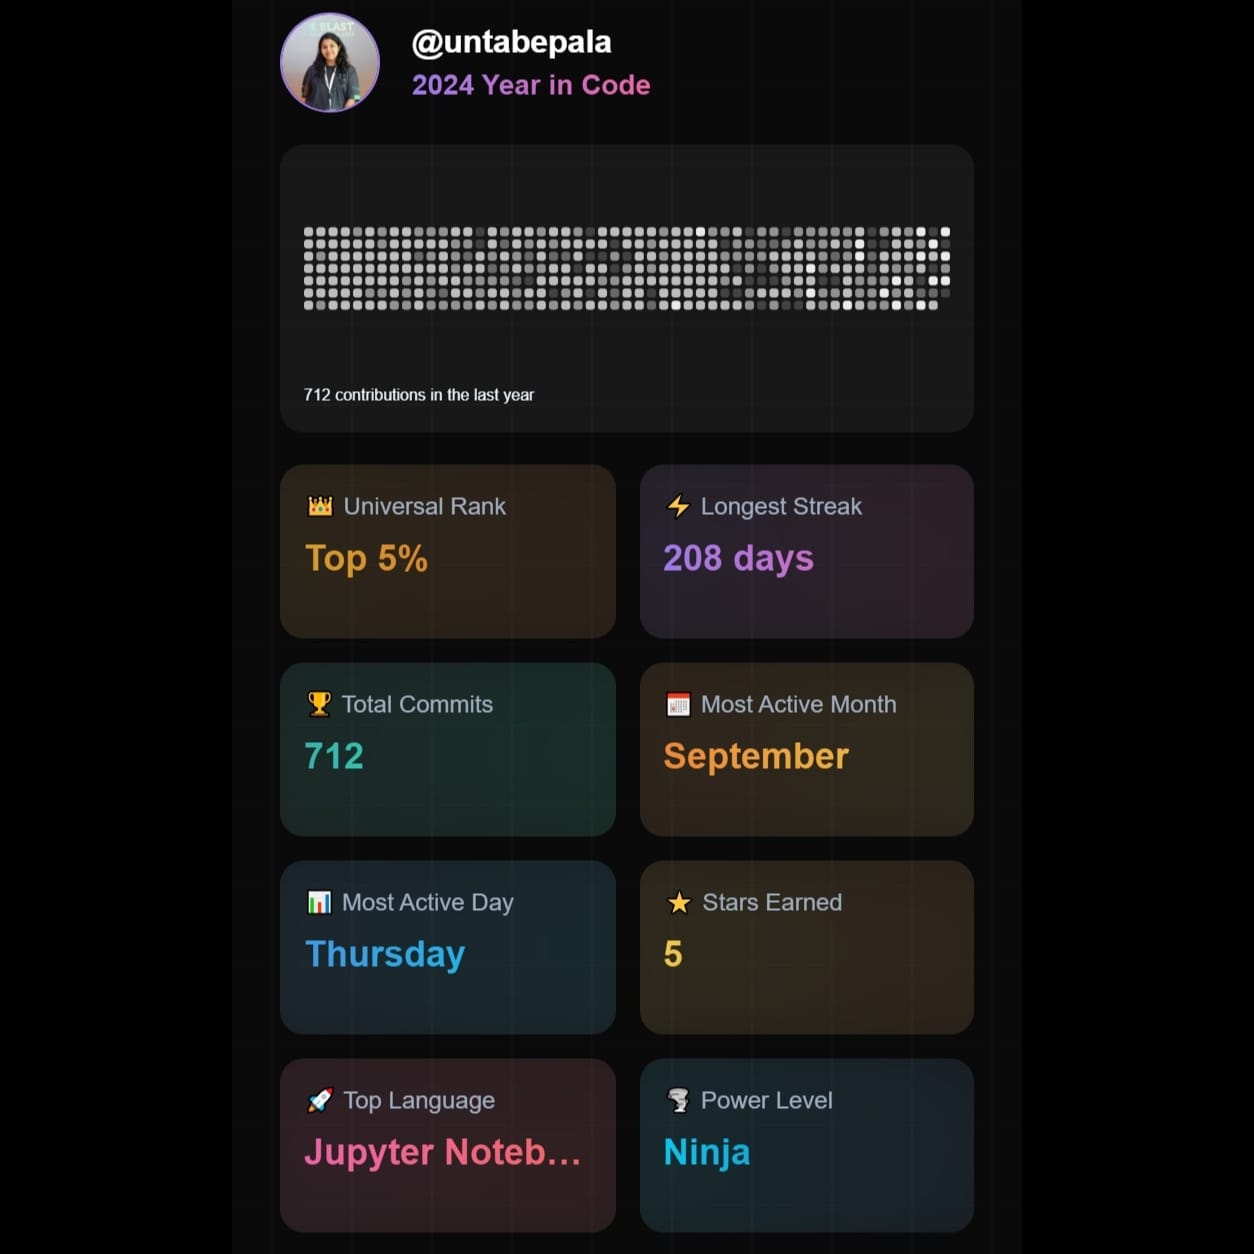 BLAST
@untabepala
2024 Year in Code
712 contributions in the last year
Universal Rank
Top 5%
Longest Streak
208 days
Total Commits
712
Most Active Month
September
Most Active Day
Thursday
Stars Earned
5
Top Language
Jupyter Noteb...
Power Level
Ninja